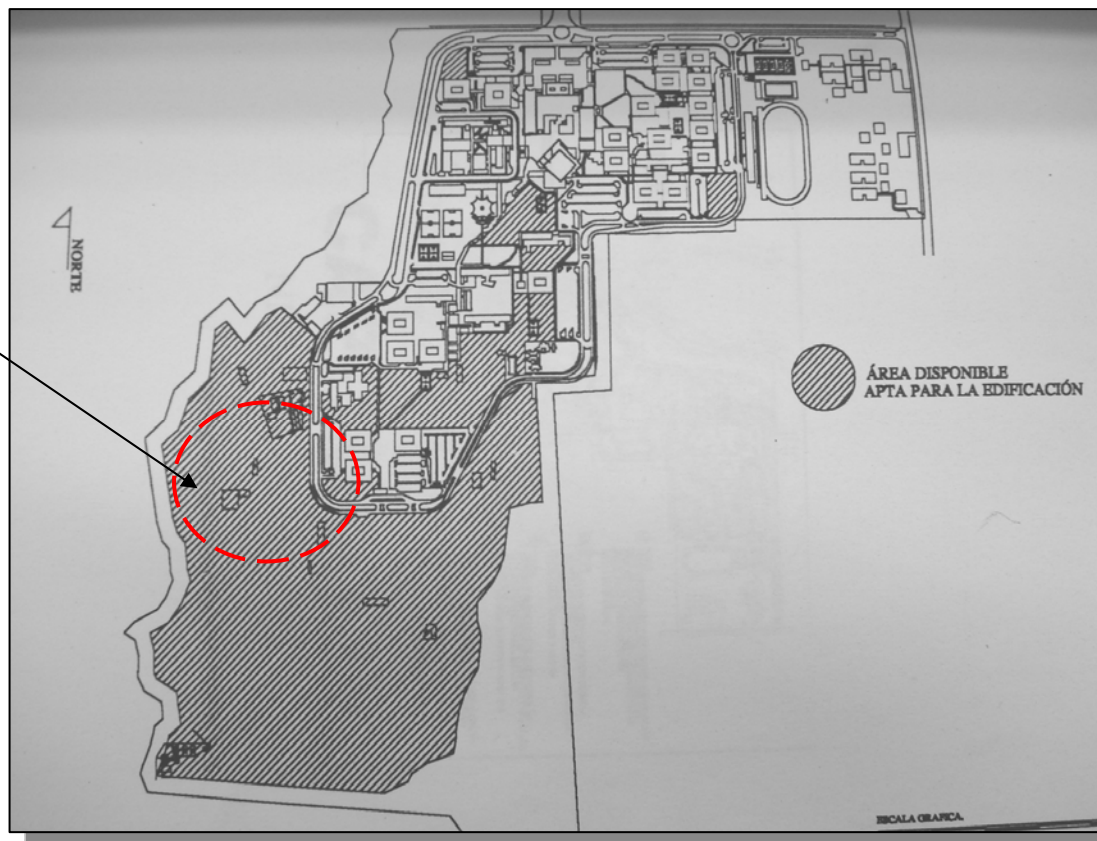 NORTE
ÁREA DISPONIBLE
APTA PARA LA EDIFICACIÓN
ESCALA GRAFICA.